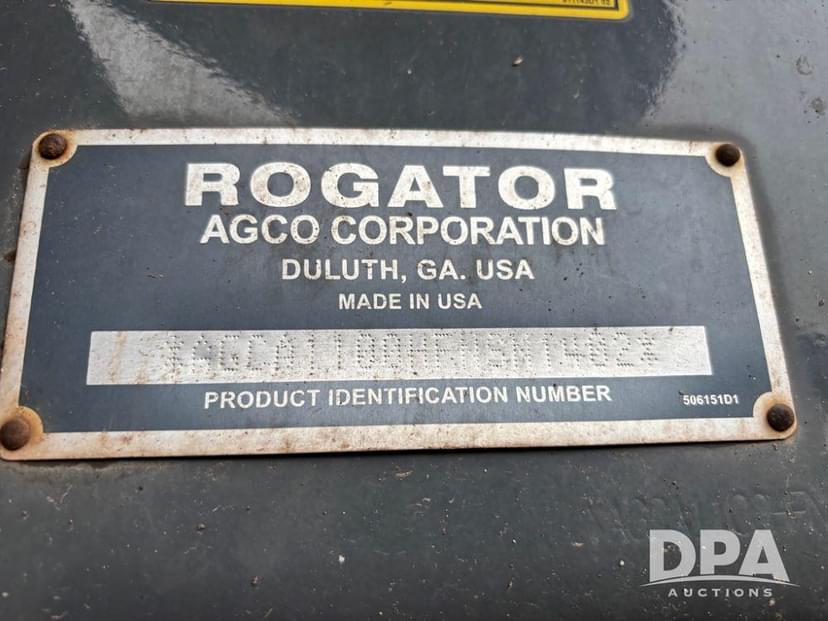 ROGATOR
AGCO CORPORATION
DULUTH, GA. USA
MADE IN USA
PRODUCT IDENTIFICATION NUMBER
506151D1
DPA
AUCTIONS